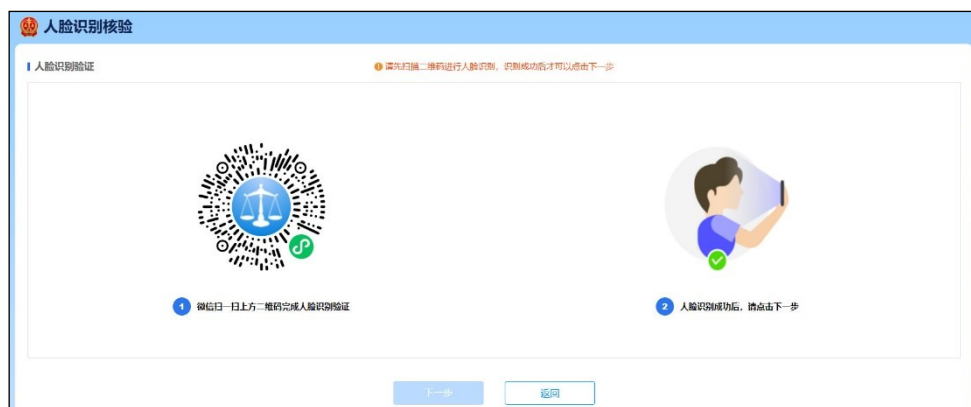 人脸识别核验
人脸识别验证
请先扫描二维码进行人脸识别，识别成功后才可以点击下一步
1 微信扫一扫上方二维码完成人脸识别验证
2 人脸识别成功后，请点击下一步
下一步
返回